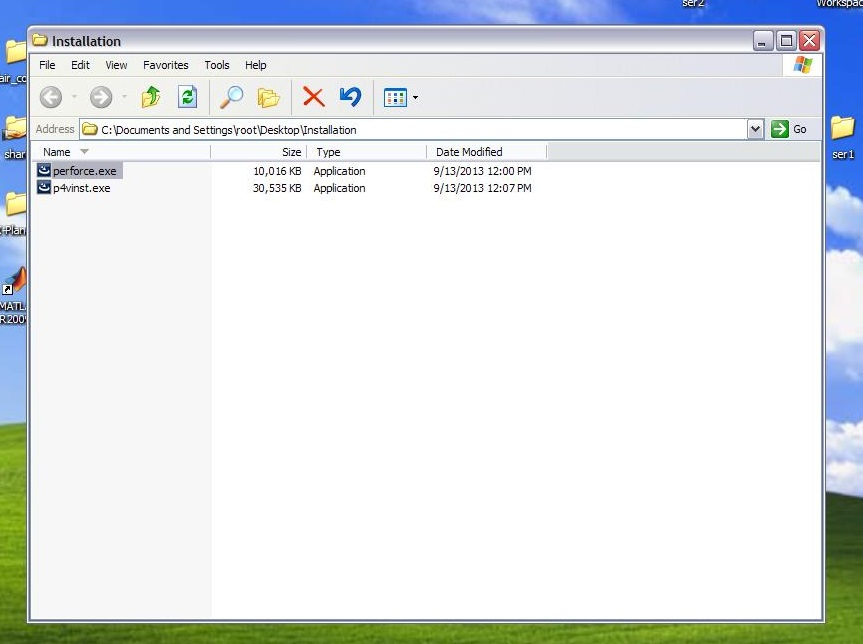 ser2
Workspac
Installation
File Edit View Favorites Tools Help
Address C:\Documents and Settings\root\Desktop\Installation Go
Name Size Type Date Modified
perforce.exe 10,016 KB Application 9/13/2013 12:00 PM
p4vinst.exe 30,535 KB Application 9/13/2013 12:07 PM
air_co
shar
ser1
-Plan
MATL
R200